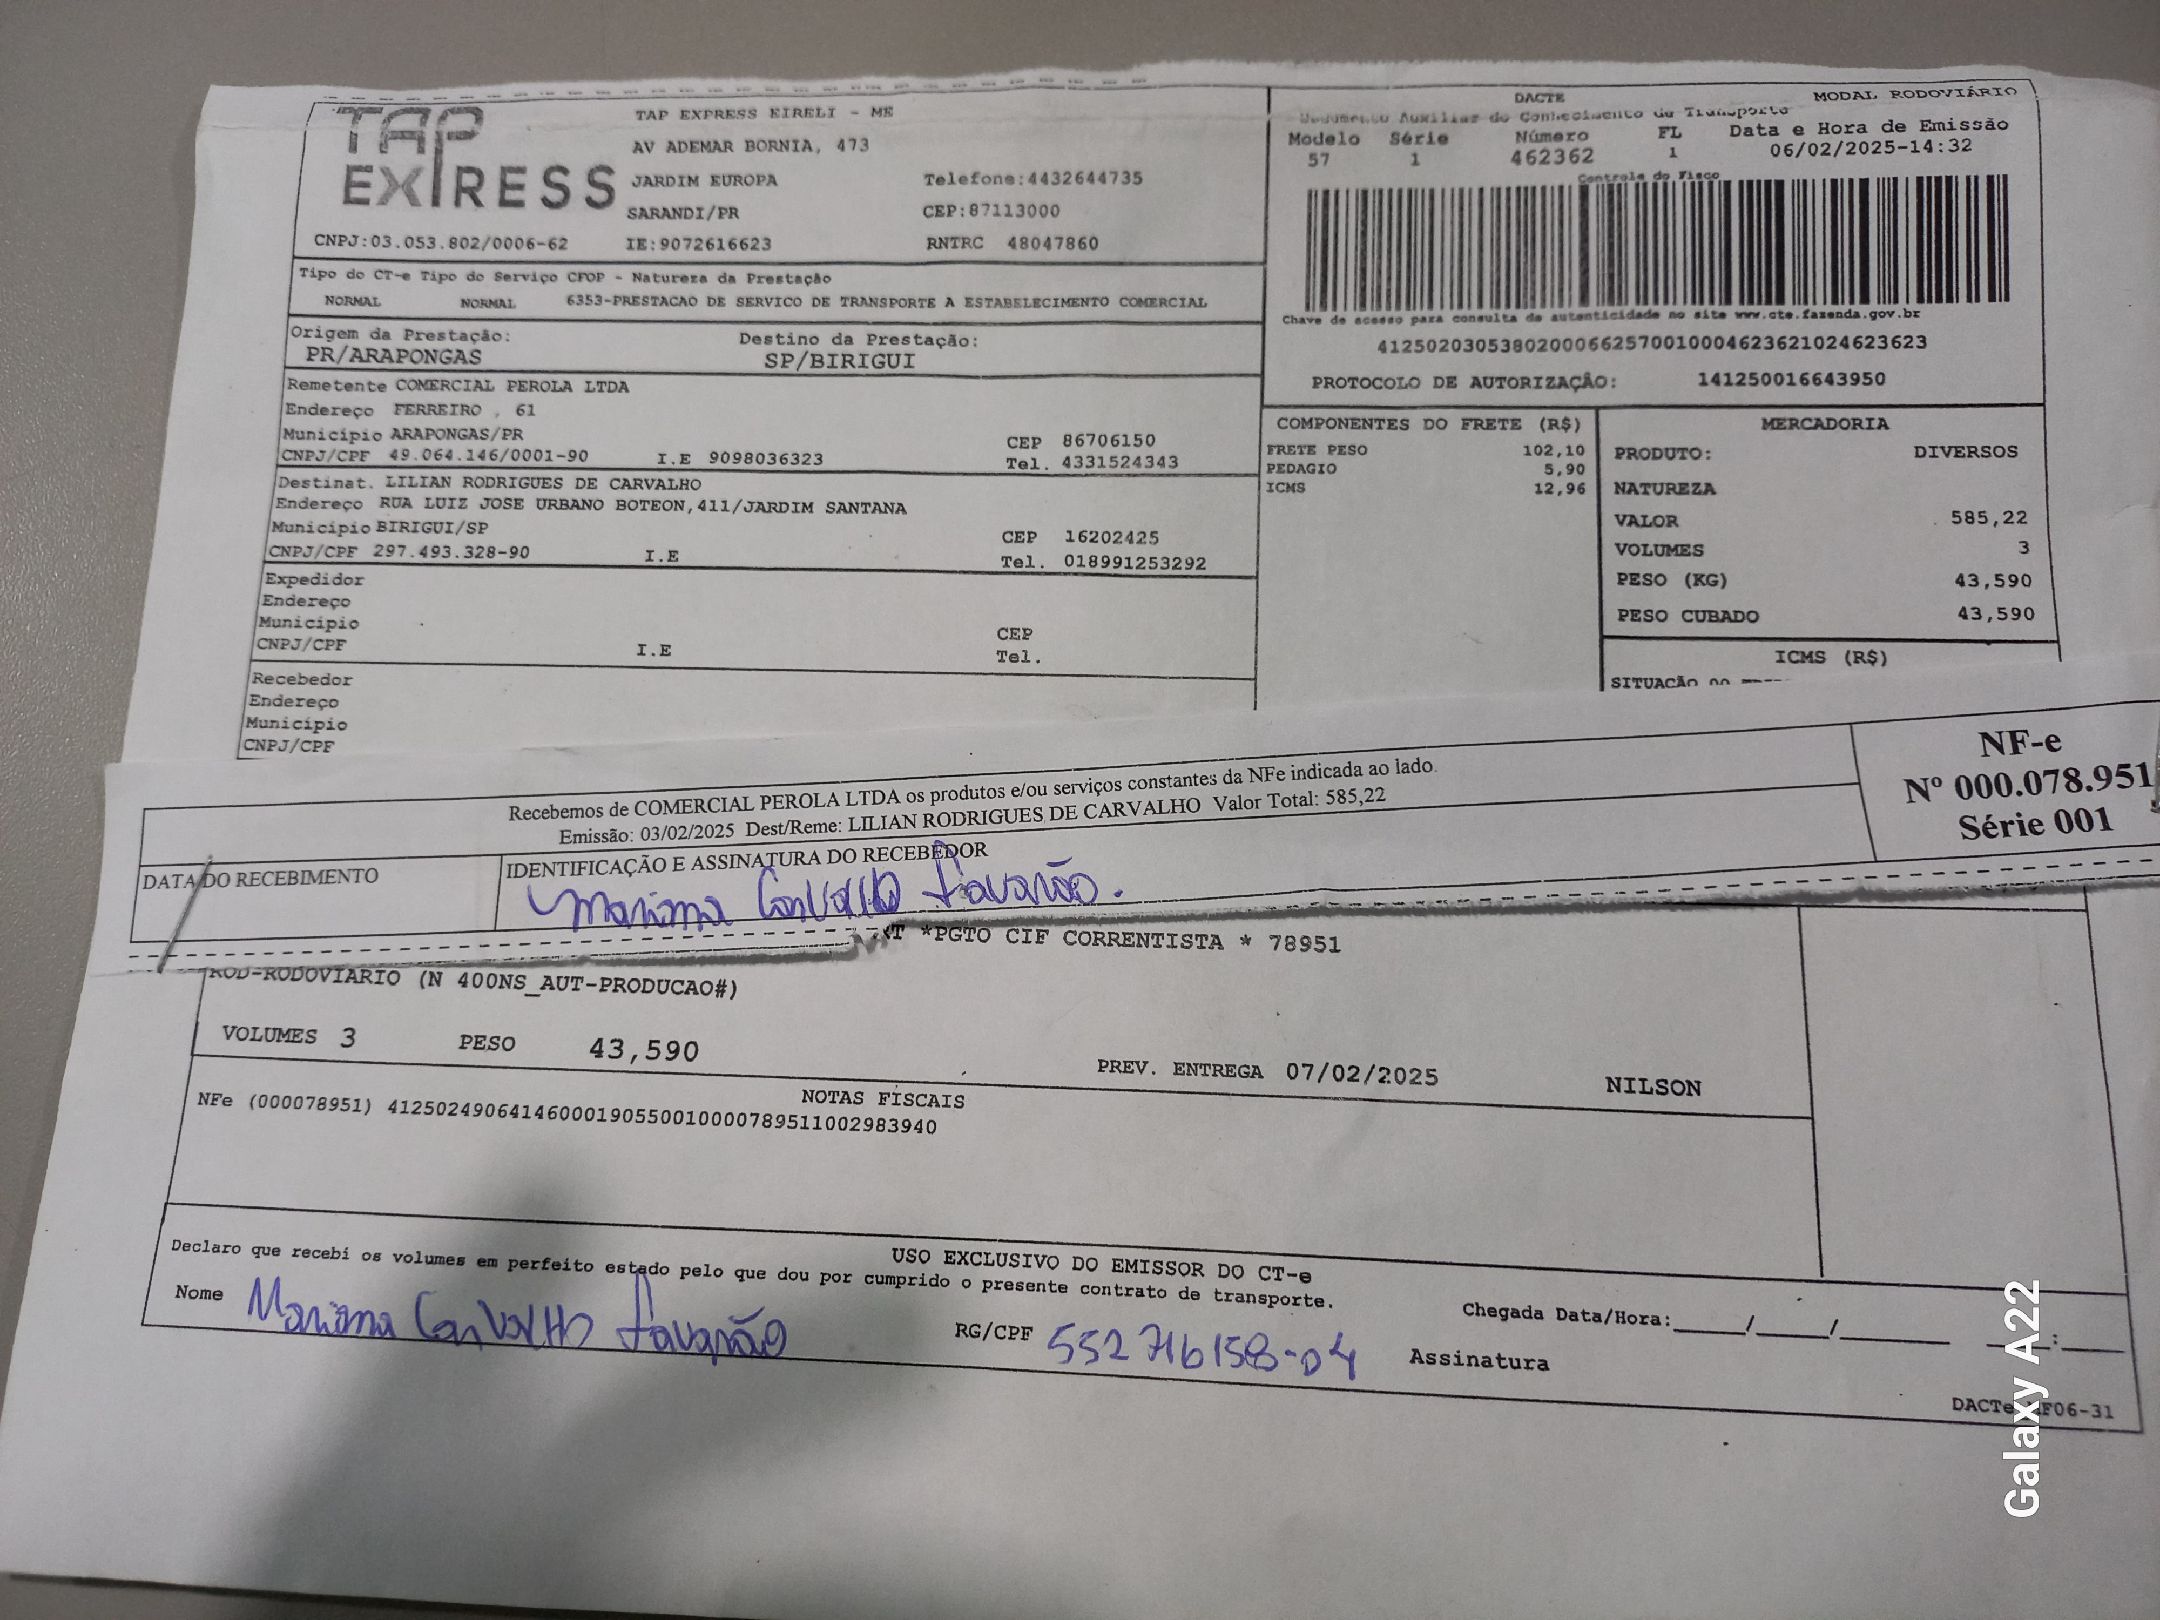 TAP EXPRESS
TAP EXPRESS EIRELI - ME
AV ADEMAR BORNIA, 473
JARDIM EUROPA Telefone:4432644735
SARANDI/PR CEP:87113000
CNPJ:03.053.802/0006-62 IE:9072616623 RNTRC 48047860
DACTE MODAL RODOVIÁRIO
Documento Auxiliar do Conhecimento de Transporte
Modelo Série Número FL Data e Hora de Emissão
57 1 462362 1 06/02/2025-14:32
Controle do Fisco
Chave de acesso para consulta de autenticidade no site www.cte.fazenda.gov.br
41250203053802000662570010004623621024623623
PROTOCOLO DE AUTORIZAÇÃO: 141250016643950
Tipo do CT-e Tipo do Serviço CFOP - Natureza da Prestação
NORMAL NORMAL 6353-PRESTACAO DE SERVICO DE TRANSPORTE A ESTABELECIMENTO COMERCIAL
Origem da Prestação: Destino da Prestação:
PR/ARAPONGAS SP/BIRIGUI
Remetente COMERCIAL PEROLA LTDA
Endereço FERREIRO , 61
Município ARAPONGAS/PR CEP 86706150
CNPJ/CPF 49.064.146/0001-90 I.E 9098036323 Tel. 4331524343
Destinat. LILIAN RODRIGUES DE CARVALHO
Endereço RUA LUIZ JOSE URBANO BOTEON,411/JARDIM SANTANA
Município BIRIGUI/SP CEP 16202425
CNPJ/CPF 297.493.328-90 I.E Tel. 018991253292
Expedidor
Endereço
Município CEP
CNPJ/CPF I.E Tel.
Recebedor
Endereço
Município
CNPJ/CPF
COMPONENTES DO FRETE (R$)
FRETE PESO 102,10
PEDAGIO 5,90
ICMS 12,96
MERCADORIA
PRODUTO: DIVERSOS
NATUREZA
VALOR 585,22
VOLUMES 3
PESO (KG) 43,590
PESO CUBADO 43,590
ICMS (R$)
SITUAÇÃO
Recebemos de COMERCIAL PEROLA LTDA os produtos e/ou serviços constantes da NFe indicada ao lado.
Emissão: 03/02/2025 Dest/Reme: LILIAN RODRIGUES DE CARVALHO Valor Total: 585,22
NF-e
Nº 000.078.951
Série 001
DATA DO RECEBIMENTO
IDENTIFICAÇÃO E ASSINATURA DO RECEBEDOR
Mariana Carvalho Favarão.
*PGTO CIF CORRENTISTA * 78951
ROD-RODOVIARIO (N 400NS_AUT-PRODUCAO#)
VOLUMES 3 PESO 43,590 PREV. ENTREGA 07/02/2025 NILSON
NOTAS FISCAIS
NFe (000078951) 41250249064146000190550010000789511002983940
USO EXCLUSIVO DO EMISSOR DO CT-e
Declaro que recebi os volumes em perfeito estado pelo que dou por cumprido o presente contrato de transporte.
Nome Mariana Carvalho Favarão RG/CPF 552716158-04 Assinatura
Chegada Data/Hora:_____/_____/________ ___:____
DACTe
F06-31
Galaxy A22